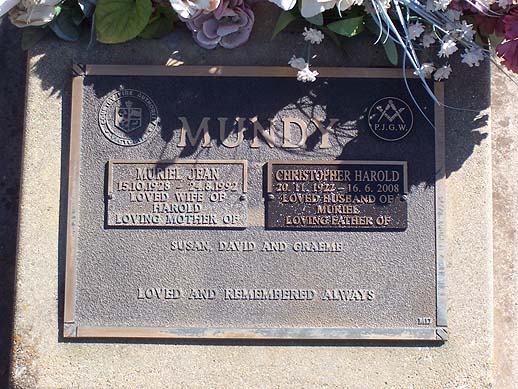 MUNDY
P.J.G.W.
MURIEL JEAN
15.10.1928 - 24.8.1992
LOVED WIFE OF
HAROLD
LOVING MOTHER OF
CHRISTOPHER HAROLD
20. 11. 1922 - 16. 6. 2008
LOVED HUSBAND OF
MURIEL
LOVING FATHER OF
SUSAN, DAVID AND GRAEME
LOVED AND REMEMBERED ALWAYS